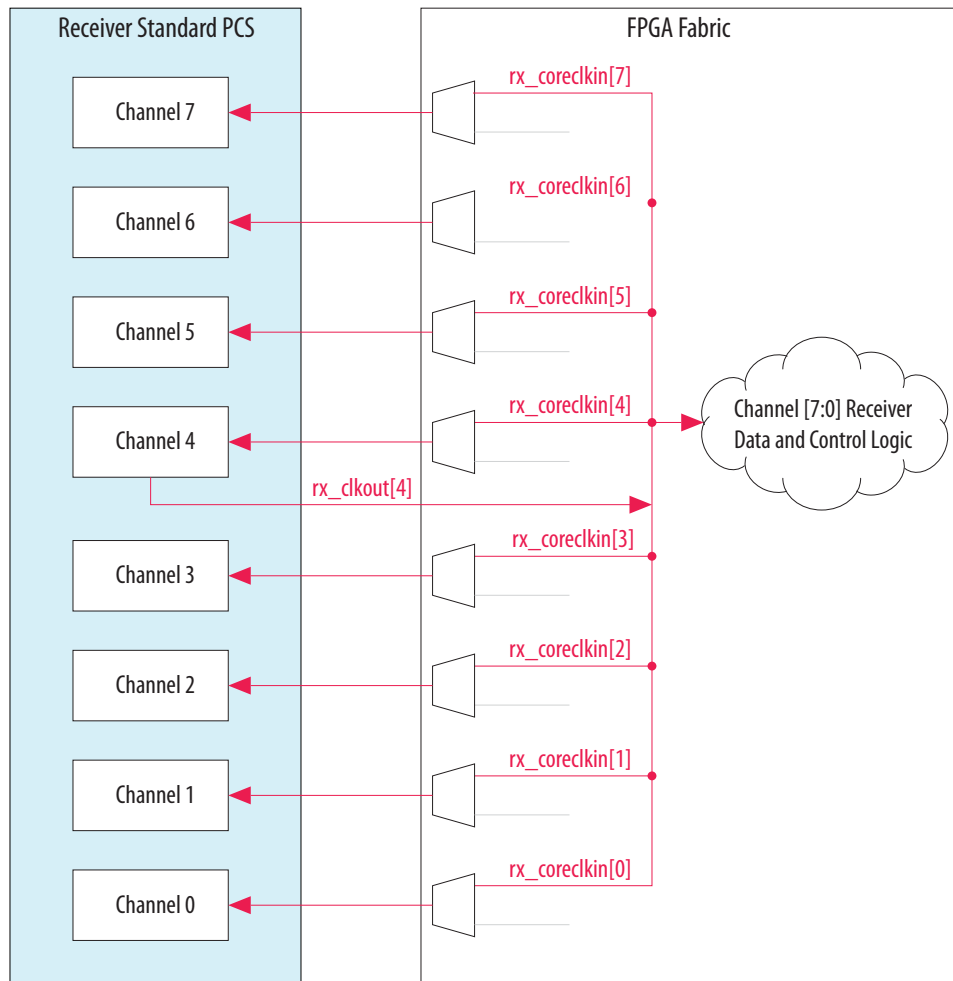 Receiver Standard PCS
FPGA Fabric
rx_coreclkin[7]
Channel 7
rx_coreclkin[6]
Channel 6
rx_coreclkin[5]
Channel 5
rx_coreclkin[4]
Channel 4
Channel [7:0] Receiver
Data and Control Logic
rx_clkout[4]
rx_coreclkin[3]
Channel 3
rx_coreclkin[2]
Channel 2
rx_coreclkin[1]
Channel 1
rx_coreclkin[0]
Channel 0